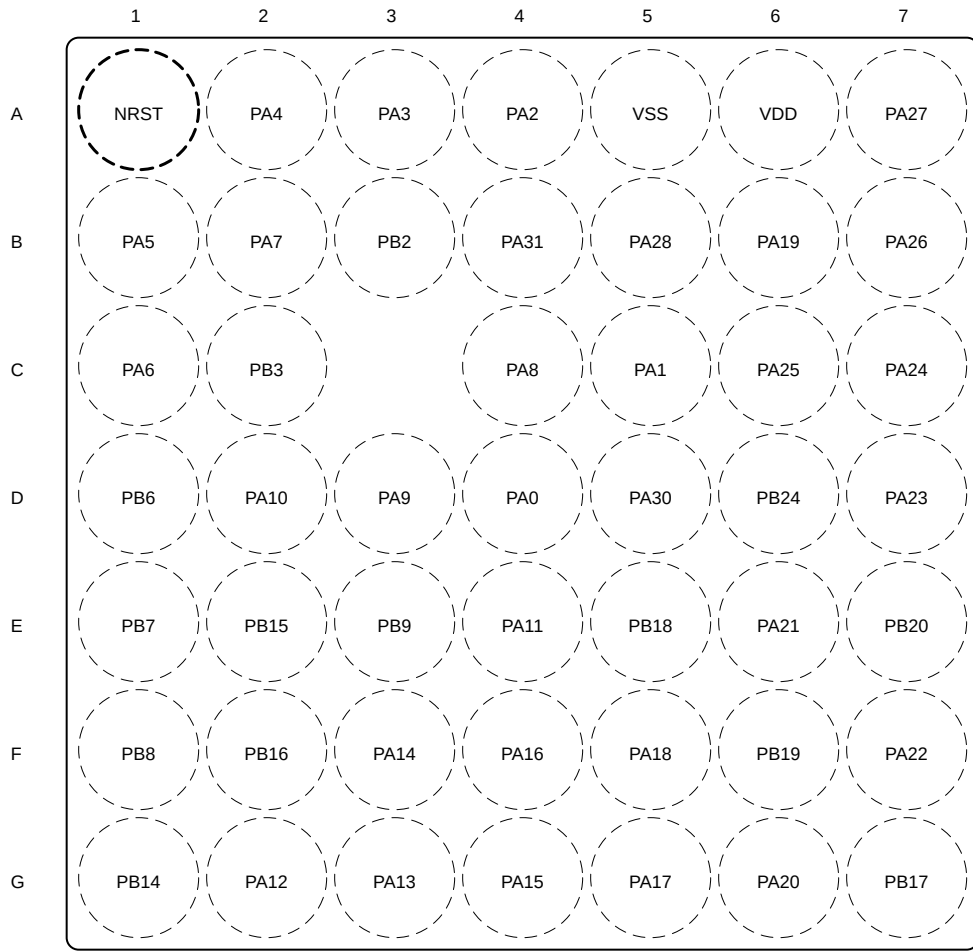 1 2 3 4 5 6 7
A NRST PA4 PA3 PA2 VSS VDD PA27
B PA5 PA7 PB2 PA31 PA28 PA19 PA26
C PA6 PB3 PA8 PA1 PA25 PA24
D PB6 PA10 PA9 PA0 PA30 PB24 PA23
E PB7 PB15 PB9 PA11 PB18 PA21 PB20
F PB8 PB16 PA14 PA16 PA18 PB19 PA22
G PB14 PA12 PA13 PA15 PA17 PA20 PB17